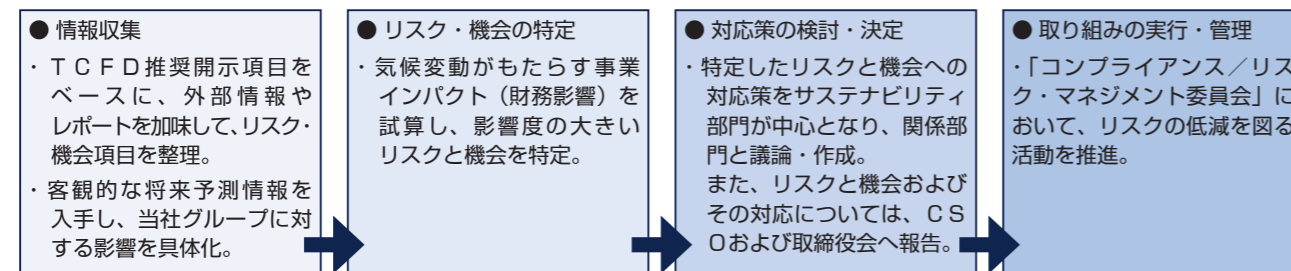 ● 情報収集
・ＴＣＦＤ推奨開示項目を
ベースに、外部情報や
レポートを加味して、リスク・
機会項目を整理。
・客観的な将来予測情報を
入手し、当社グループに対
する影響を具体化。
● リスク・機会の特定
・気候変動がもたらす事業
インパクト（財務影響）を
試算し、影響度の大きい
リスクと機会を特定。
● 対応策の検討・決定
・特定したリスクと機会への
対応策をサステナビリティ
部門が中心となり、関係部
門と議論・作成。
また、リスクと機会および
その対応については、ＣＳ
Ｏおよび取締役会へ報告。
● 取り組みの実行・管理
・「コンプライアンス／リス
ク・マネジメント委員会」に
おいて、リスクの低減を図る
活動を推進。